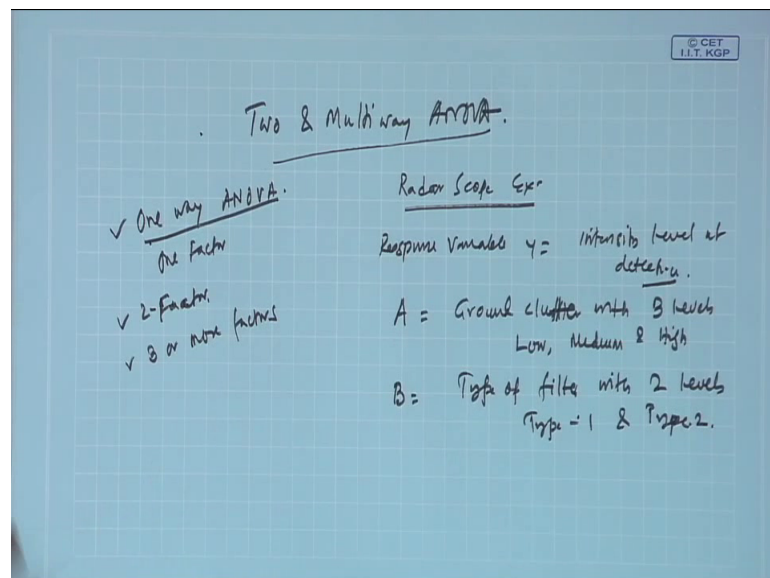 © CET
I.I.T. KGP
Two & Multiway ANOVA.
One way ANOVA.
One factor
2-Factor.
3 or more factors
Radar Scope Ex-
Response Variable y = Intensity level at
detection.
A = Ground clutter with 3 levels
Low, Medium & High
B = Type of filter with 2 levels
Type-1 & Type 2.